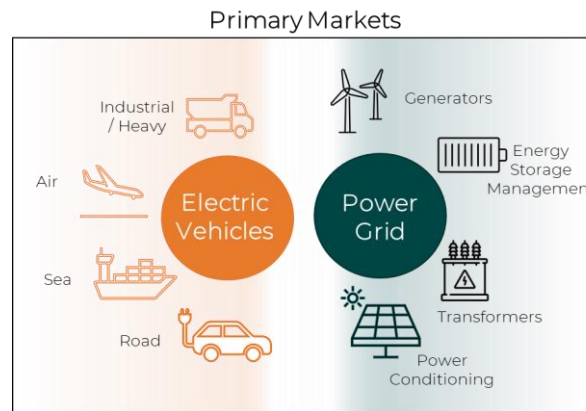 Primary Markets
Industrial
/ Heavy
Air
Sea
Road
Electric
Vehicles
Power
Grid
Generators
Energy
Storage
Management
Transformers
Power
Conditioning